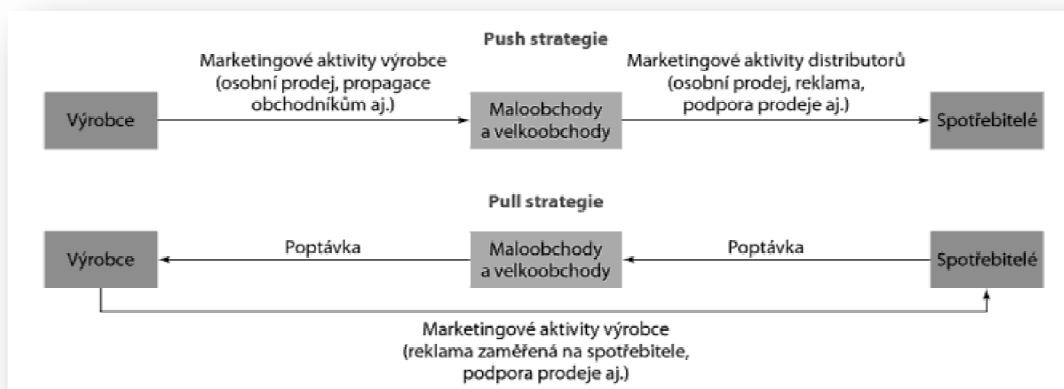 Push strategie
Marketingové aktivity výrobce
(osobní prodej, propagace
obchodníkům aj.)
Marketingové aktivity distributorů
(osobní prodej, reklama,
podpora prodeje aj.)
Výrobce
Maloobchody
a velkoobchody
Spotřebitelé
Pull strategie
Výrobce
Poptávka
Maloobchody
a velkoobchody
Poptávka
Spotřebitelé
Marketingové aktivity výrobce
(reklama zaměřená na spotřebitele,
podpora prodeje aj.)